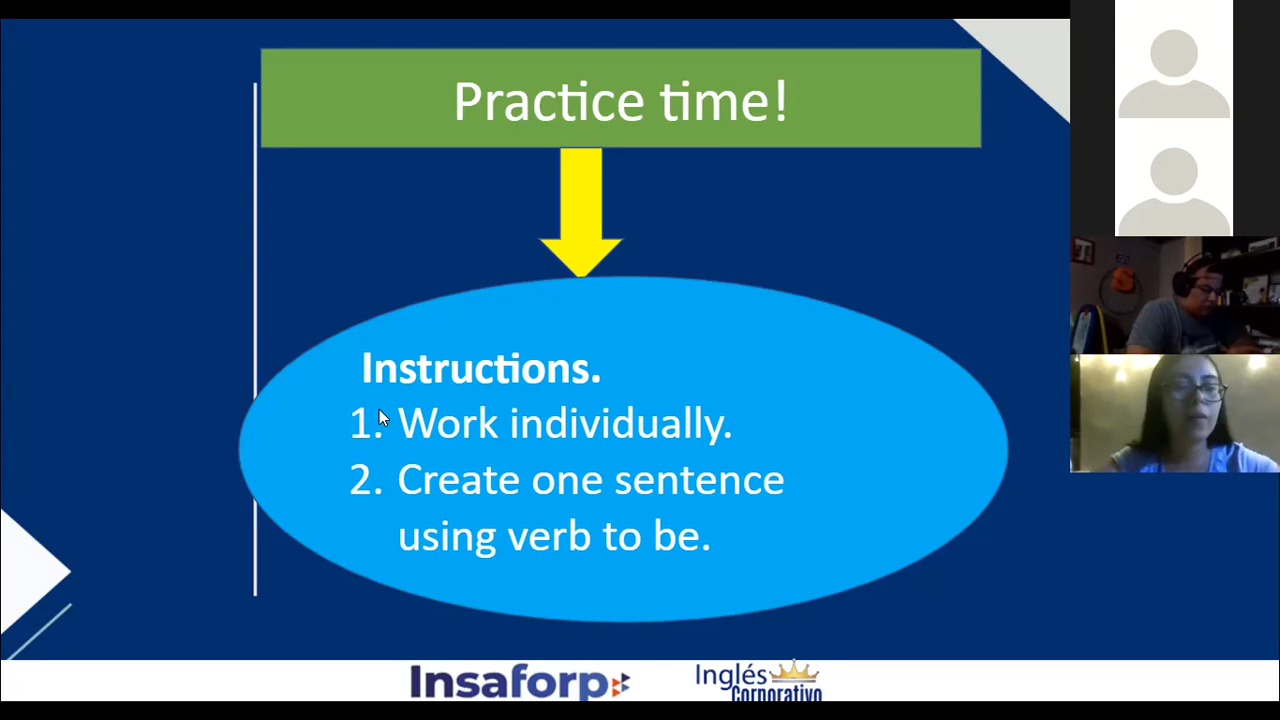 Practice time!
Instructions.
1. Work individually.
2. Create one sentence
using verb to be.
Insaforp
Inglés
Corporativo